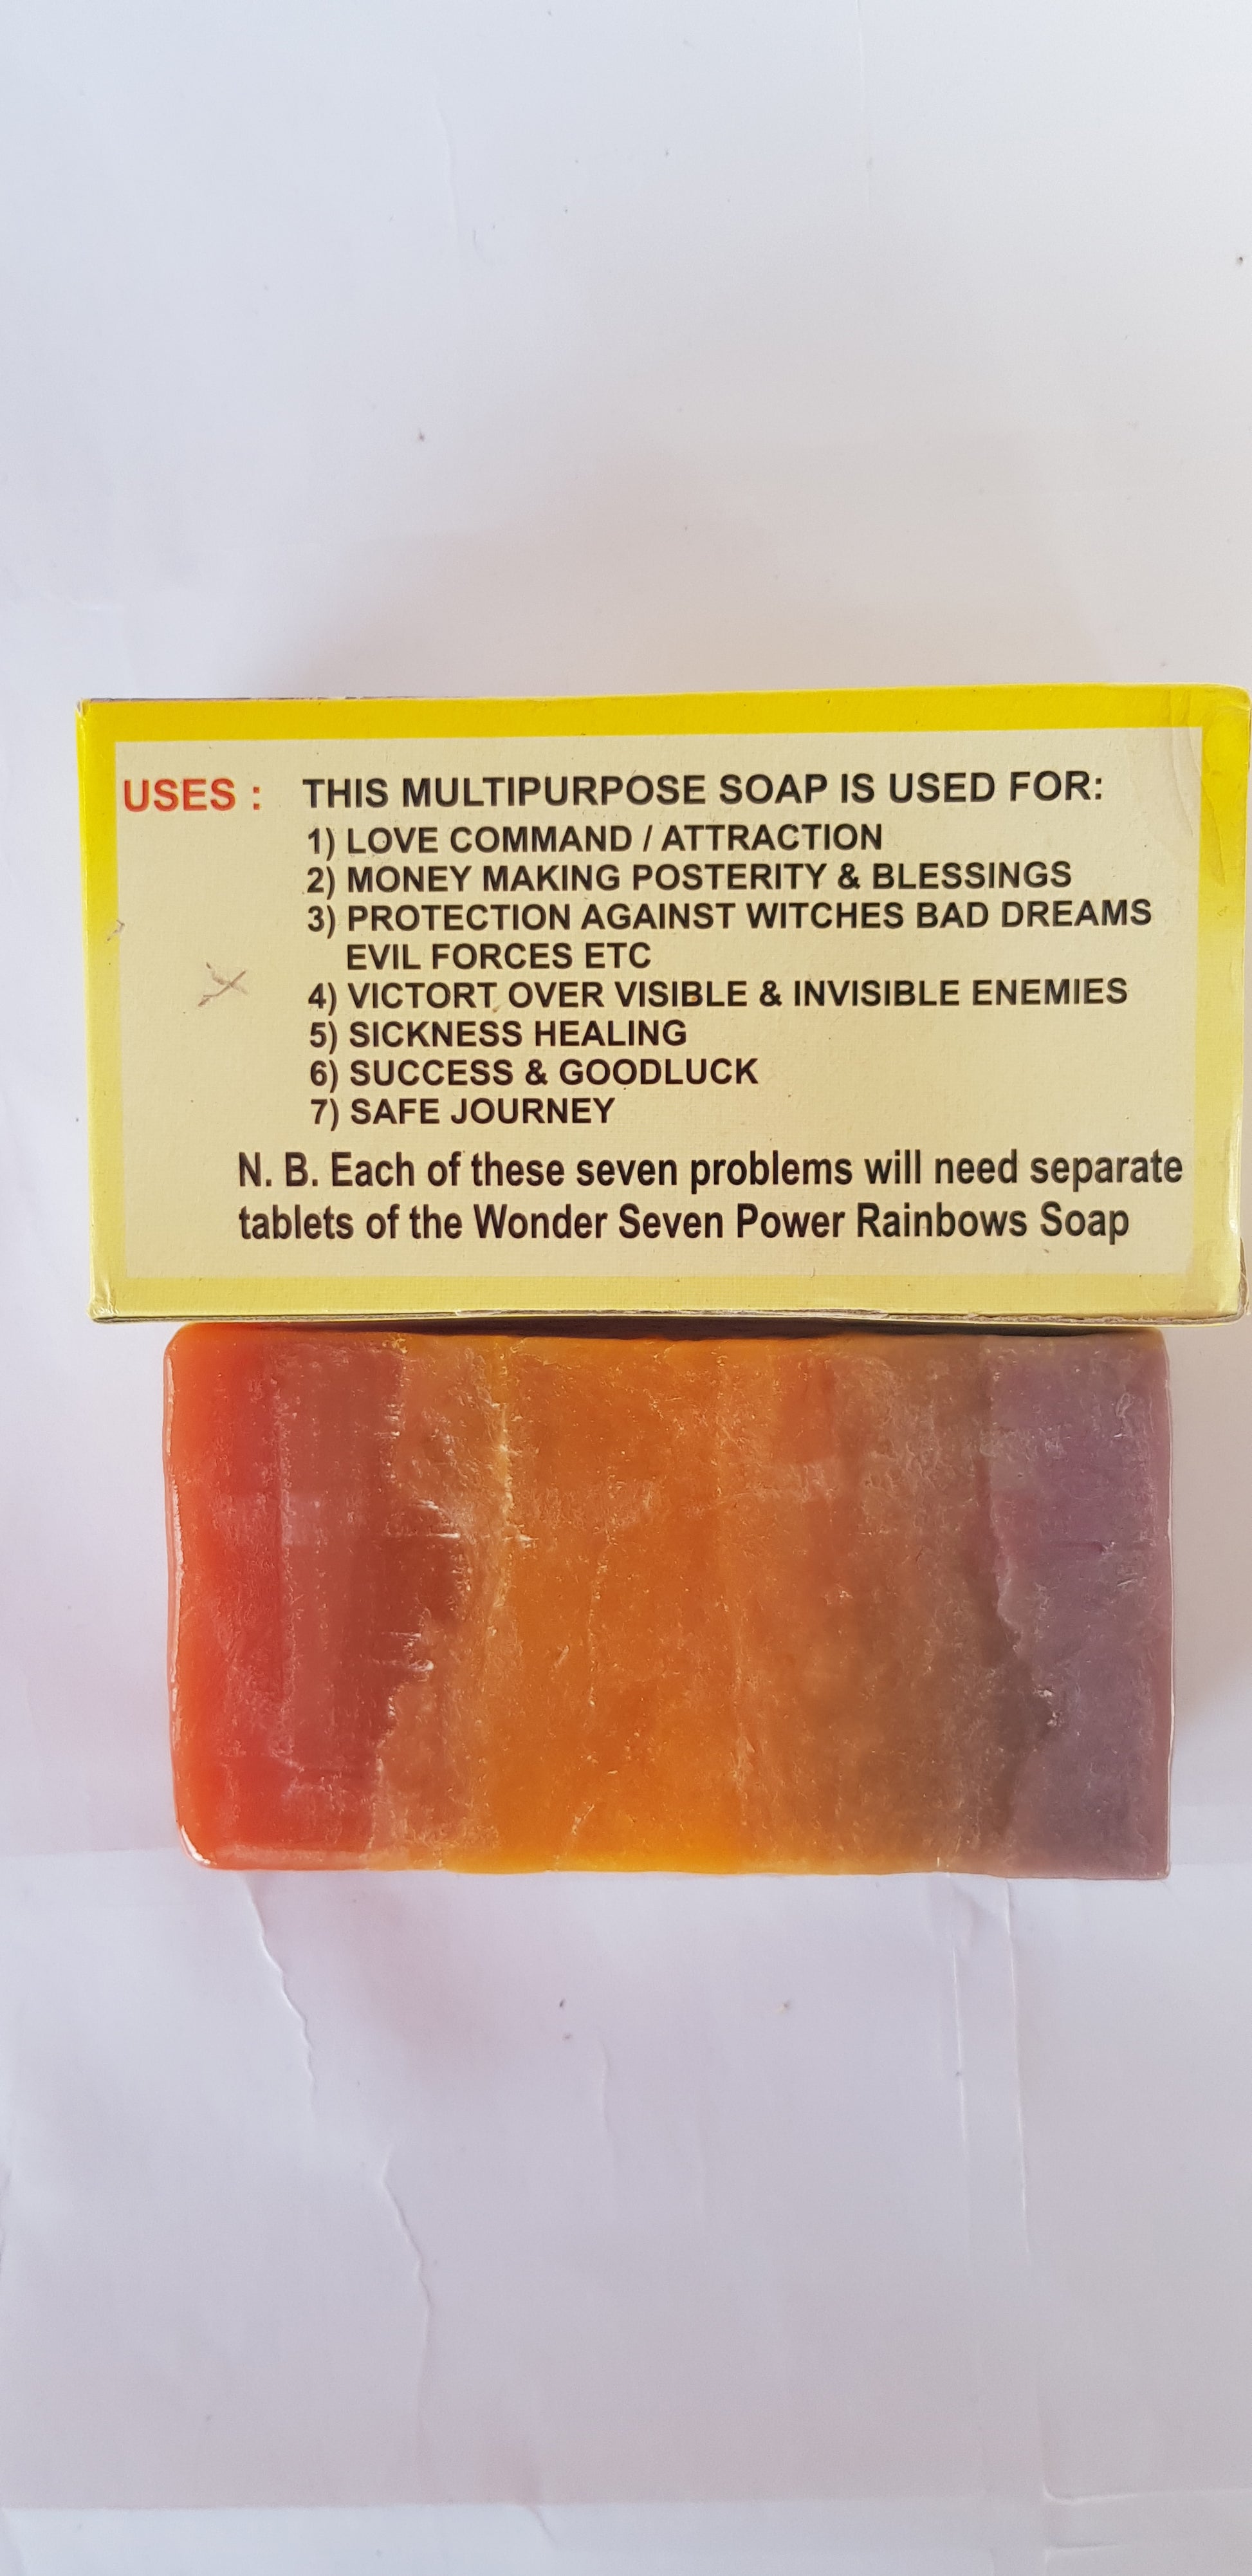 USES : THIS MULTIPURPOSE SOAP IS USED FOR:
1) LOVE COMMAND / ATTRACTION
2) MONEY MAKING POSTERITY & BLESSINGS
3) PROTECTION AGAINST WITCHES BAD DREAMS
EVIL FORCES ETC
4) VICTORT OVER VISIBLE & INVISIBLE ENEMIES
5) SICKNESS HEALING
6) SUCCESS & GOODLUCK
7) SAFE JOURNEY
N. B. Each of these seven problems will need separate
tablets of the Wonder Seven Power Rainbows Soap